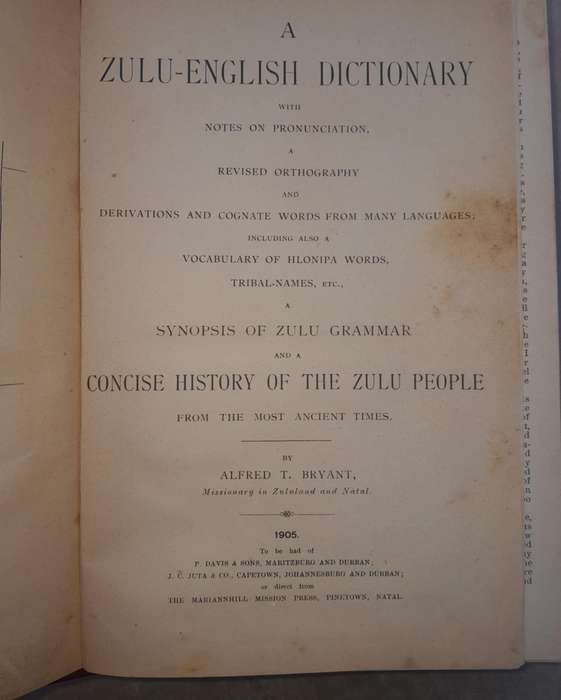 A
ZULU-ENGLISH DICTIONARY
WITH
NOTES ON PRONUNCIATION,
A
REVISED ORTHOGRAPHY
AND
DERIVATIONS AND COGNATE WORDS FROM MANY LANGUAGES;
INCLUDING ALSO A
VOCABULARY OF HLONIPA WORDS,
TRIBAL-NAMES, ETC.,
A
SYNOPSIS OF ZULU GRAMMAR
AND A
CONCISE HISTORY OF THE ZULU PEOPLE
FROM THE MOST ANCIENT TIMES.
BY
ALFRED T. BRYANT,
Missionary in Zululand and Natal.
1905.
To be had of
P. DAVIS & SONS, MARITZBURG AND DURBAN;
J. C. JUTA & CO., CAPETOWN, JOHANNESBURG AND DURBAN;
or direct from
THE MARIANNHILL MISSION PRESS, PINETOWN, NATAL.